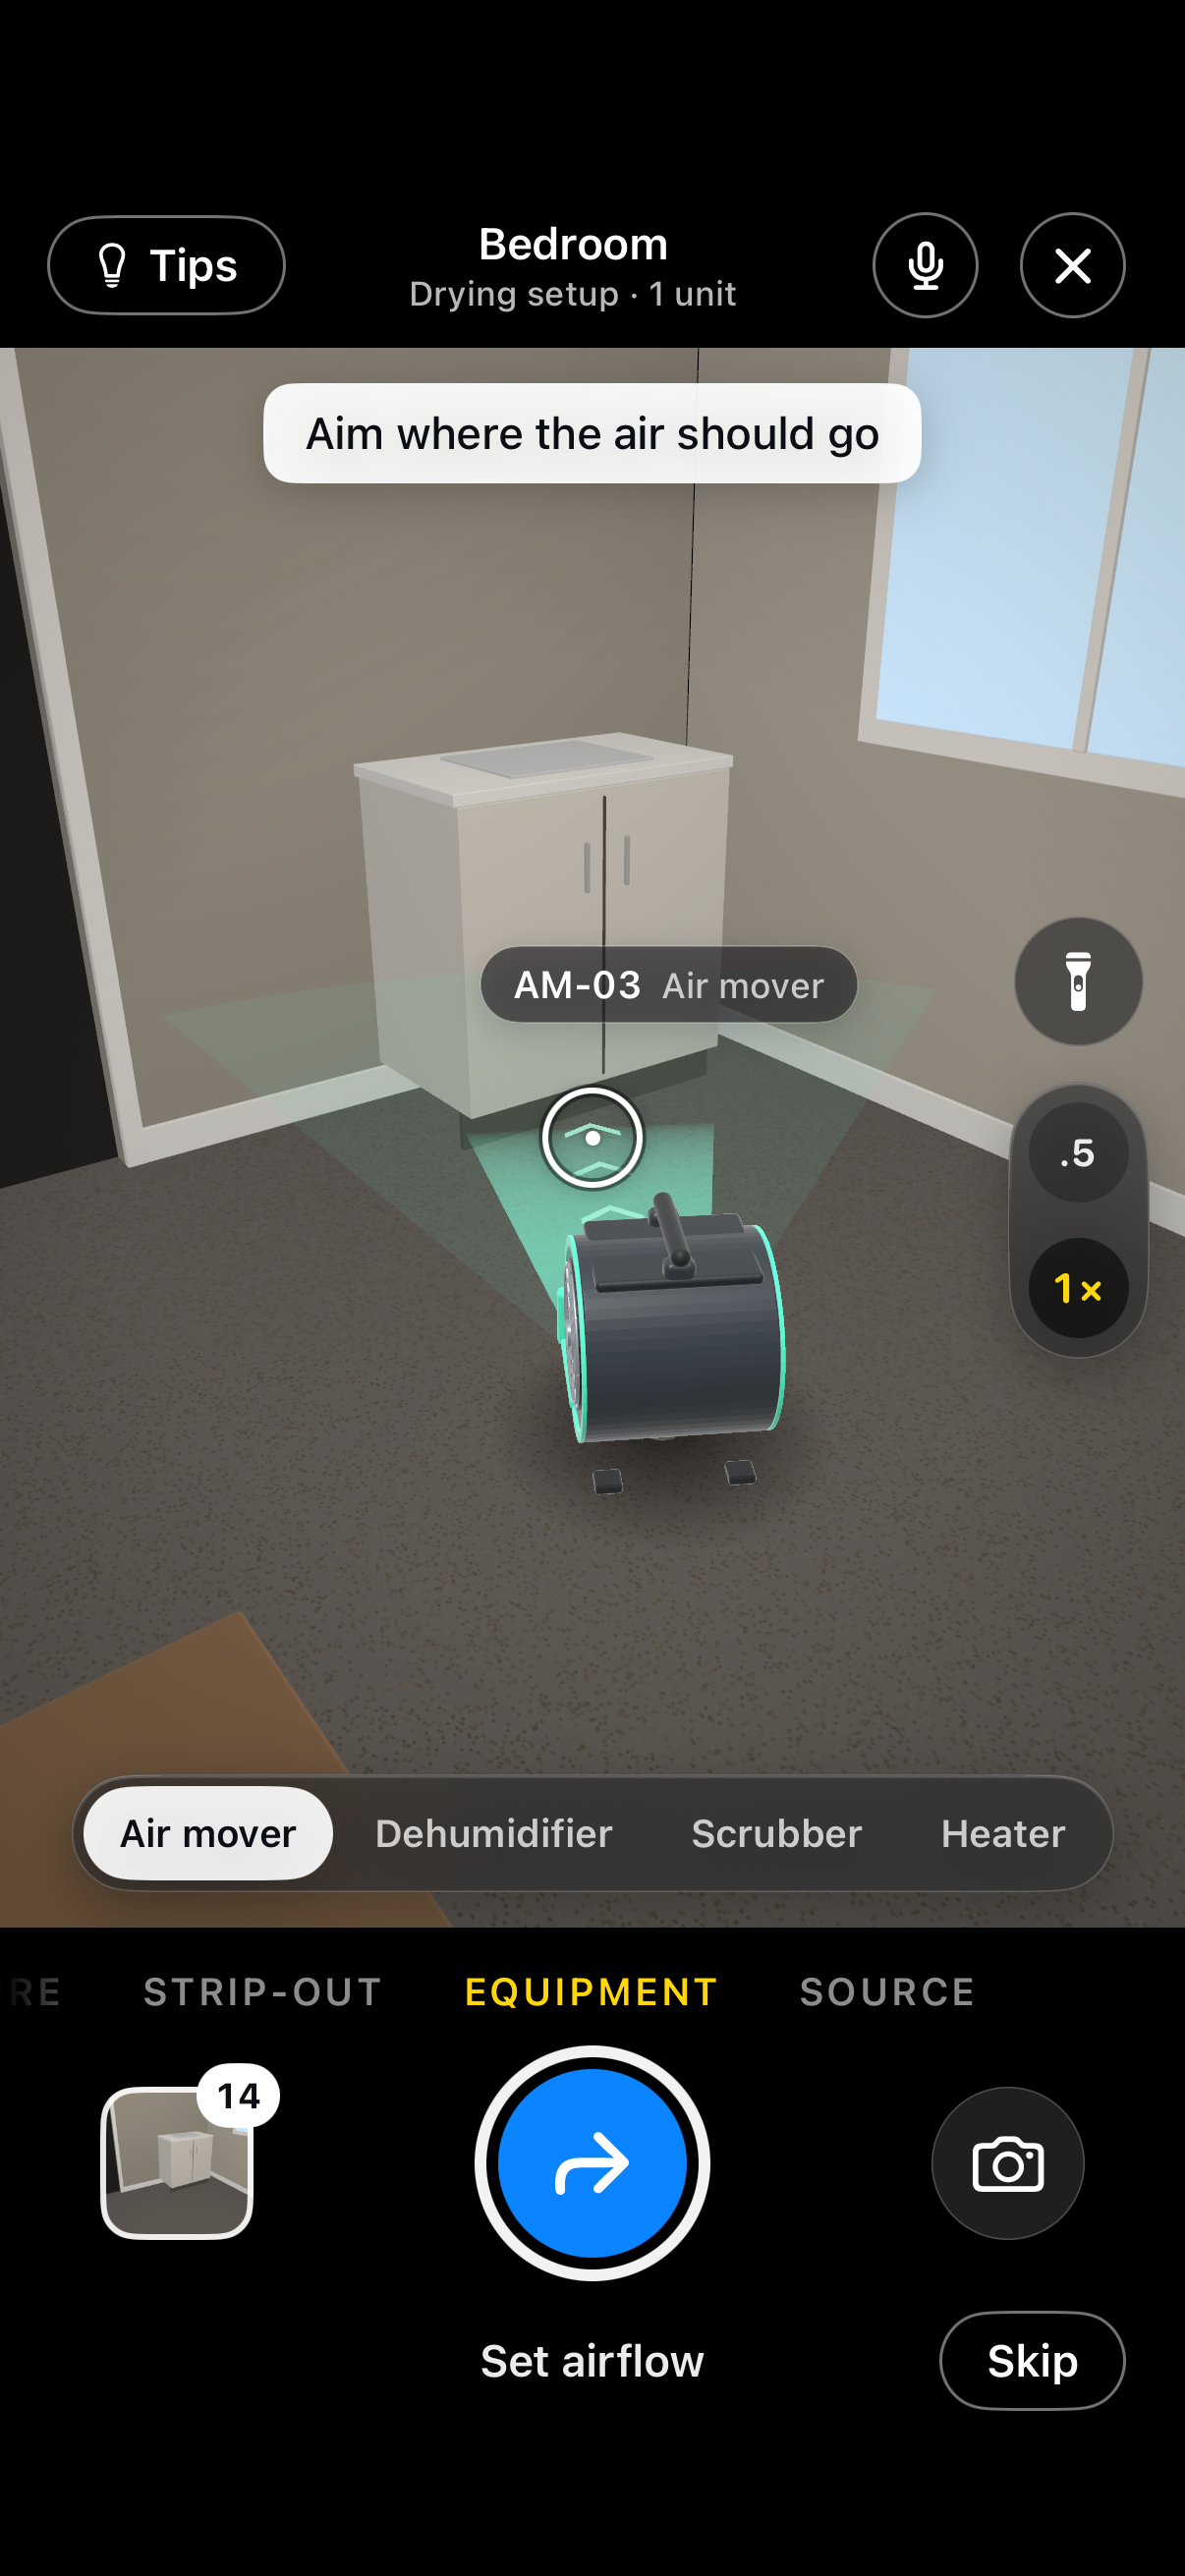 Tips
Bedroom
Drying setup · 1 unit
Aim where the air should go
AM-03 Air mover
.5
1×
Air mover Dehumidifier Scrubber Heater
RE STRIP-OUT EQUIPMENT SOURCE
14
Set airflow
Skip